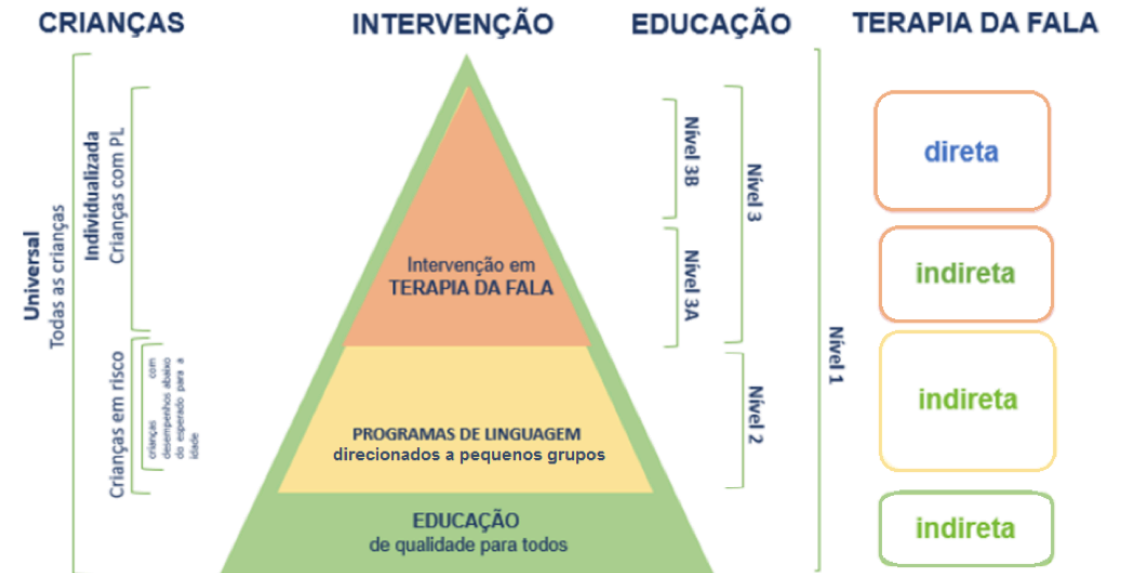 CRIANÇAS
INTERVENÇÃO
EDUCAÇÃO
TERAPIA DA FALA
Universal
Todas as crianças
Individualizada
Crianças com PL
Crianças em risco
crianças com
desempenhos abaixo
do esperado para a
idade
Intervenção em
TERAPIA DA FALA
PROGRAMAS DE LINGUAGEM
direcionados a pequenos grupos
EDUCAÇÃO
de qualidade para todos
Nível 3B
Nível 3A
Nível 3
Nível 2
Nível 1
direta
indireta
indireta
indireta